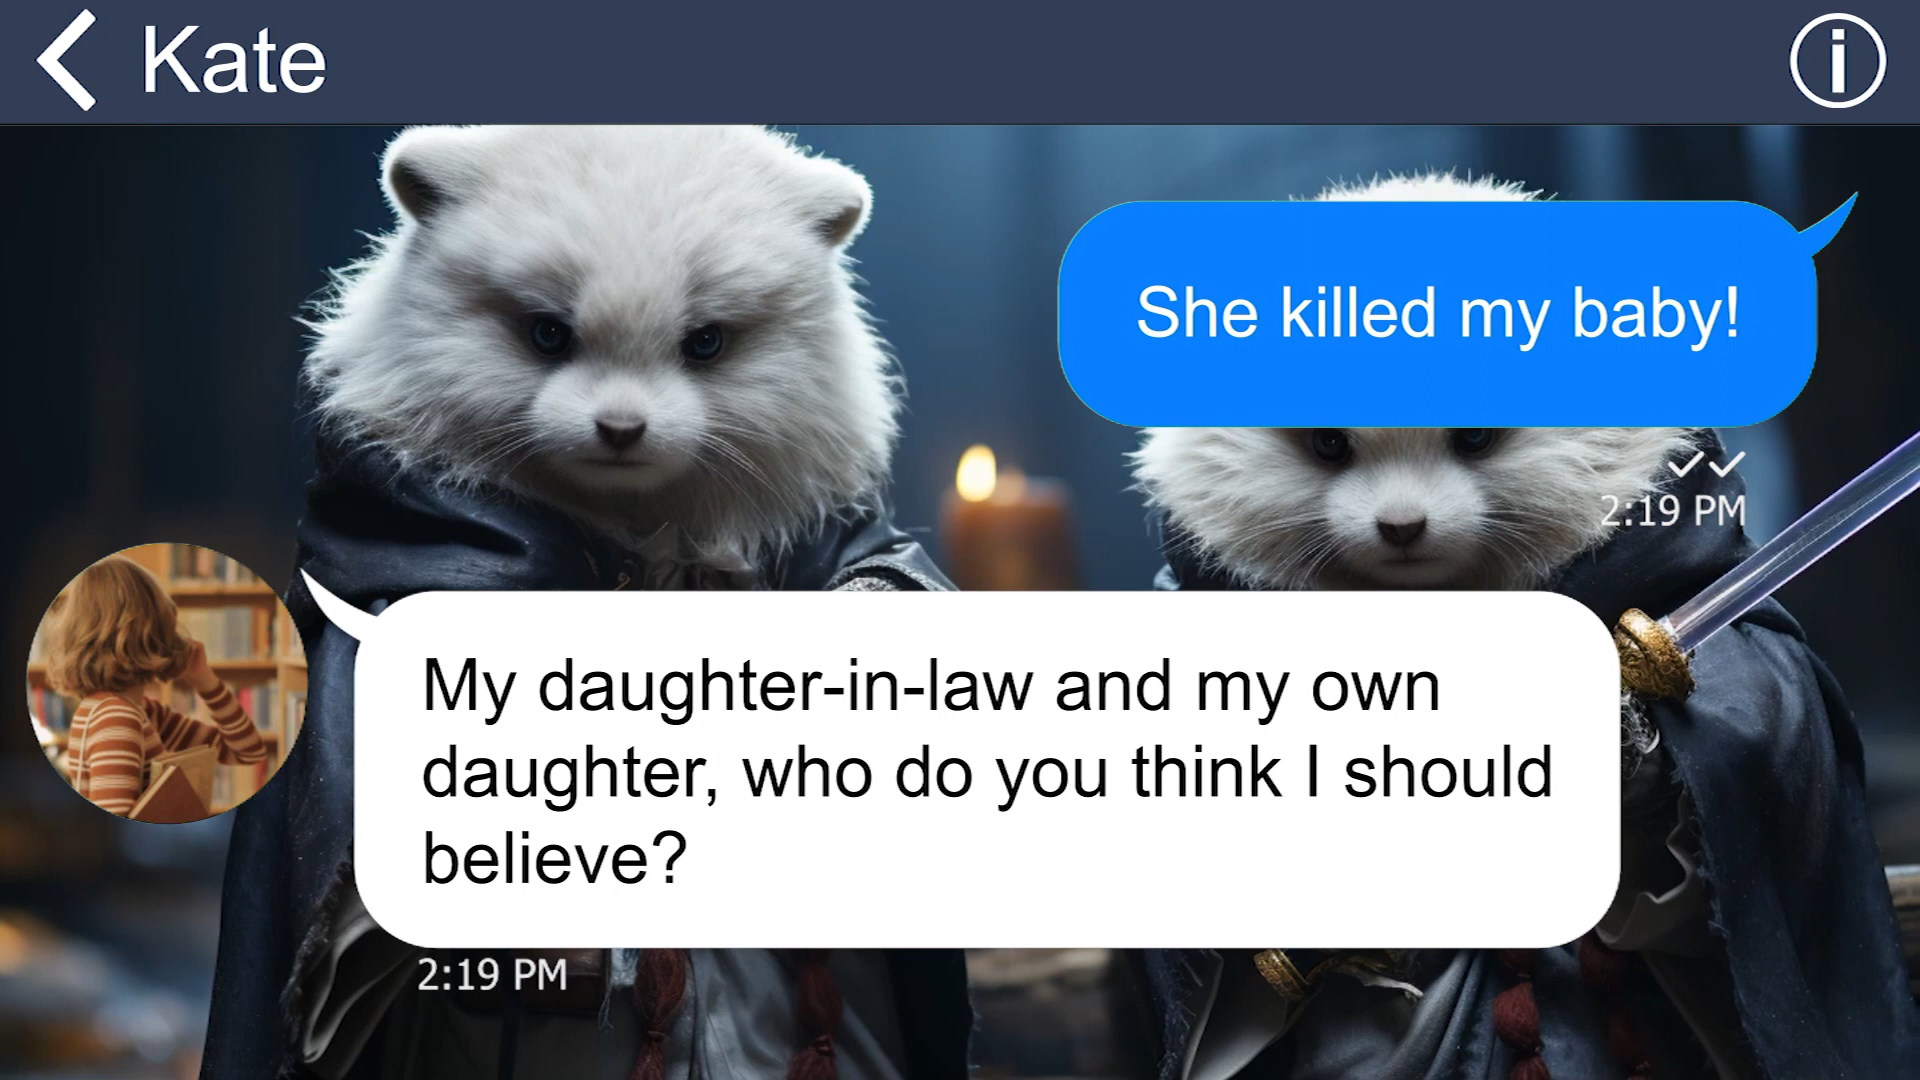 Kate
She killed my baby!
2:19 PM
My daughter-in-law and my own
daughter, who do you think I should
believe?
2:19 PM